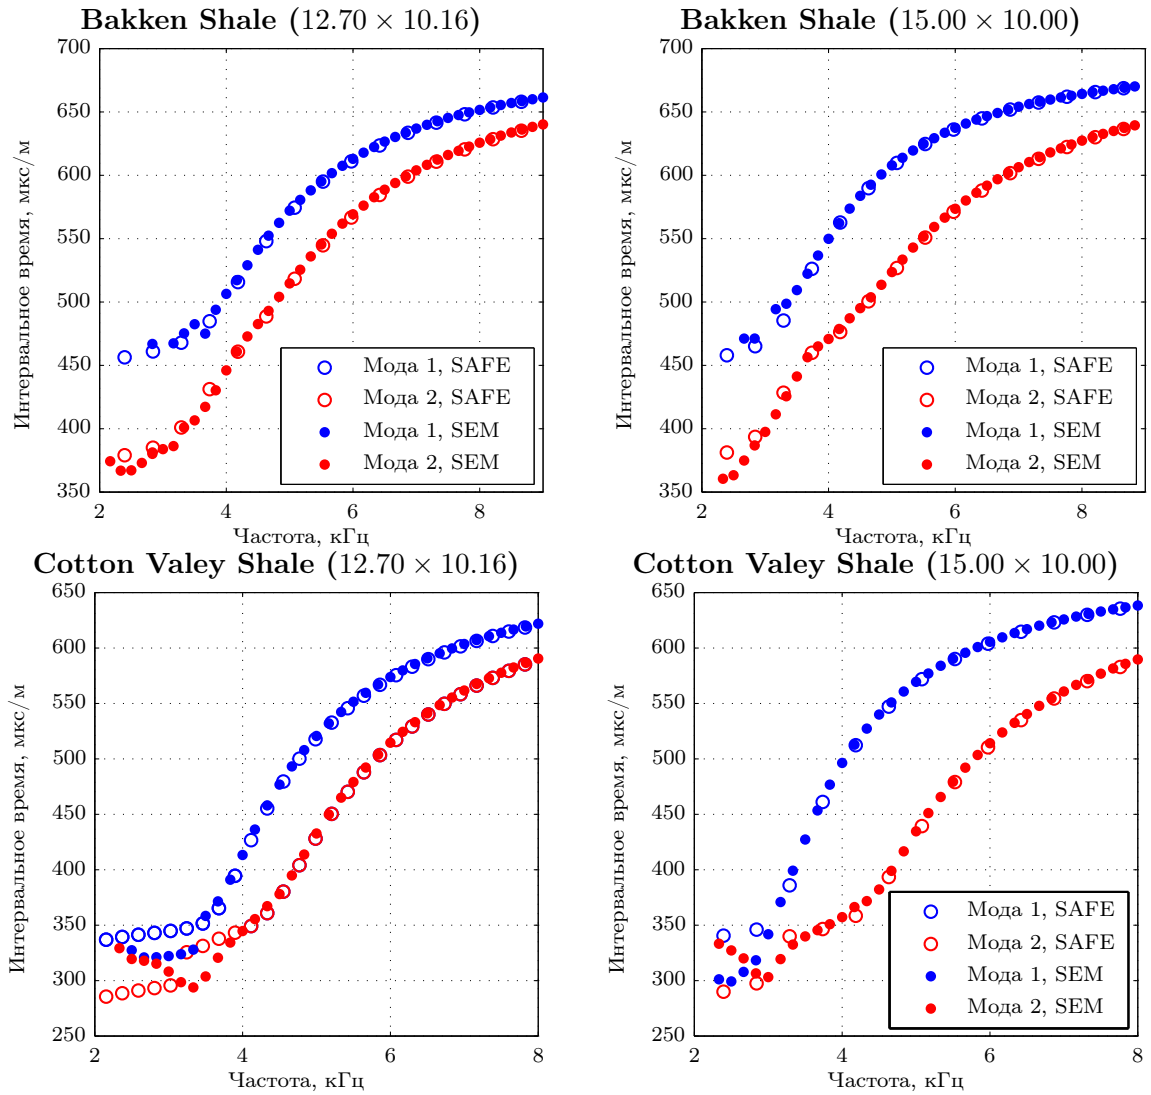 Bakken Shale (12.70 × 10.16)
700
650
600
550
500
450
400
350
2 4 6 8
Интервальное время, мкс/м
Частота, кГц
Мода 1, SAFE
Мода 2, SAFE
Мода 1, SEM
Мода 2, SEM
Bakken Shale (15.00 × 10.00)
700
650
600
550
500
450
400
350
2 4 6 8
Интервальное время, мкс/м
Частота, кГц
Мода 1, SAFE
Мода 2, SAFE
Мода 1, SEM
Мода 2, SEM
Cotton Valey Shale (12.70 × 10.16)
650
600
550
500
450
400
350
300
250
2 4 6 8
Интервальное время, мкс/м
Частота, кГц
Cotton Valey Shale (15.00 × 10.00)
650
600
550
500
450
400
350
300
250
2 4 6 8
Интервальное время, мкс/м
Частота, кГц
Мода 1, SAFE
Мода 2, SAFE
Мода 1, SEM
Мода 2, SEM